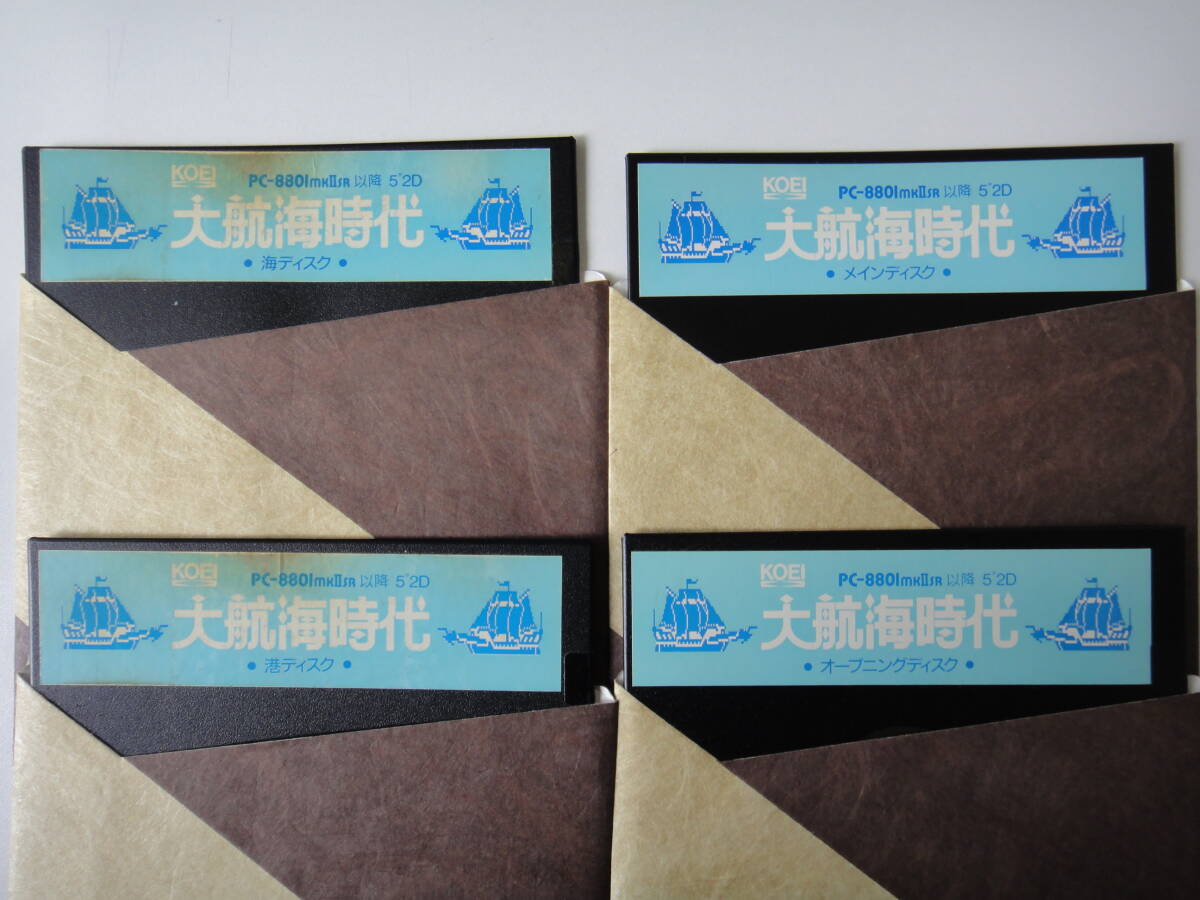 KOEI
PC-8801mkIISR 以降 5"2D
大航海時代
• 海ディスク •
KOEI
PC-8801mkIISR 以降 5"2D
大航海時代
• メインディスク •
KOEI
PC-8801mkIISR 以降 5"2D
大航海時代
• 港ディスク •
KOEI
PC-8801mkIISR 以降 5"2D
大航海時代
• オープニングディスク •